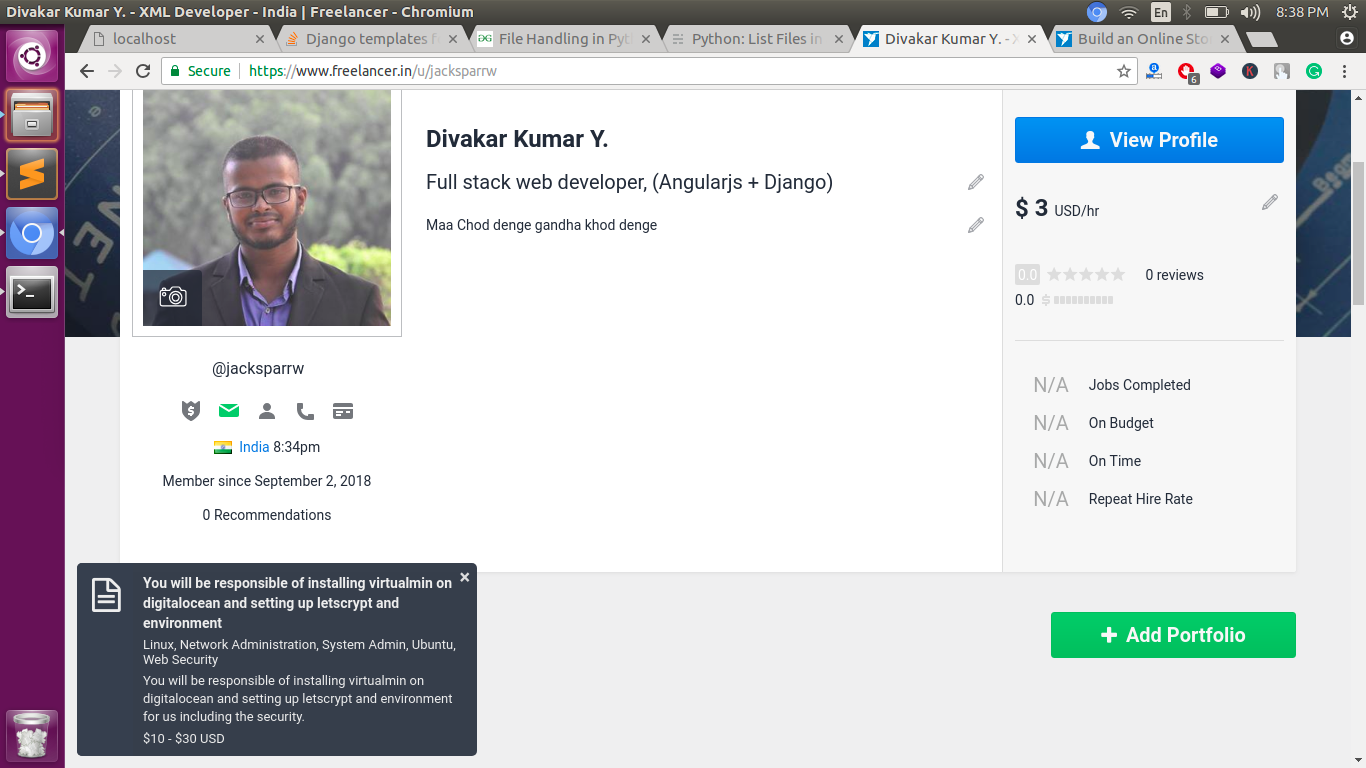 Divakar Kumar Y. - XML Developer - India | Freelancer - Chromium
En
8:38 PM
localhost
Django templates f
File Handling in Pyt
Python: List Files in
Divakar Kumar Y. - X
Build an Online Sto
Secure
https://www.freelancer.in/u/jacksparrw
6
Divakar Kumar Y.
Full stack web developer, (Angularjs + Django)
Maa Chod denge gandha khod denge
@jacksparrw
India 8:34pm
Member since September 2, 2018
0 Recommendations
View Profile
$ 3 USD/hr
0.0
0 reviews
0.0
N/A Jobs Completed
N/A On Budget
N/A On Time
N/A Repeat Hire Rate
Add Portfolio
You will be responsible of installing virtualmin on
digitalocean and setting up letscrypt and
environment
Linux, Network Administration, System Admin, Ubuntu,
Web Security
You will be responsible of installing virtualmin on
digitalocean and setting up letscrypt and environment
for us including the security.
$10 - $30 USD